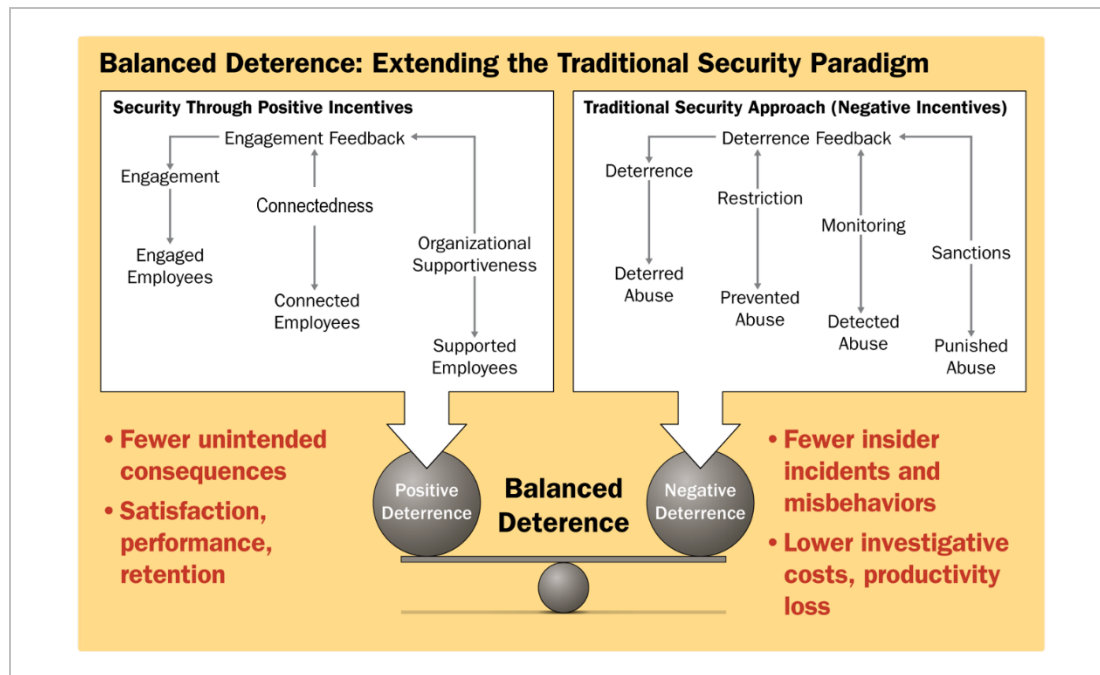 Balanced Deterence: Extending the Traditional Security Paradigm
Security Through Positive Incentives
Engagement Feedback
Engagement
Connectedness
Engaged
Employees
Organizational
Supportiveness
Connected
Employees
Supported
Employees
Traditional Security Approach (Negative Incentives)
Deterrence Feedback
Deterrence
Restriction
Monitoring
Sanctions
Deterred
Abuse
Prevented
Abuse
Detected
Abuse
Punished
Abuse
• Fewer unintended
consequences
• Satisfaction,
performance,
retention
Positive
Deterrence
Balanced
Deterence
Negative
Deterrence
• Fewer insider
incidents and
misbehaviors
• Lower investigative
costs, productivity
loss